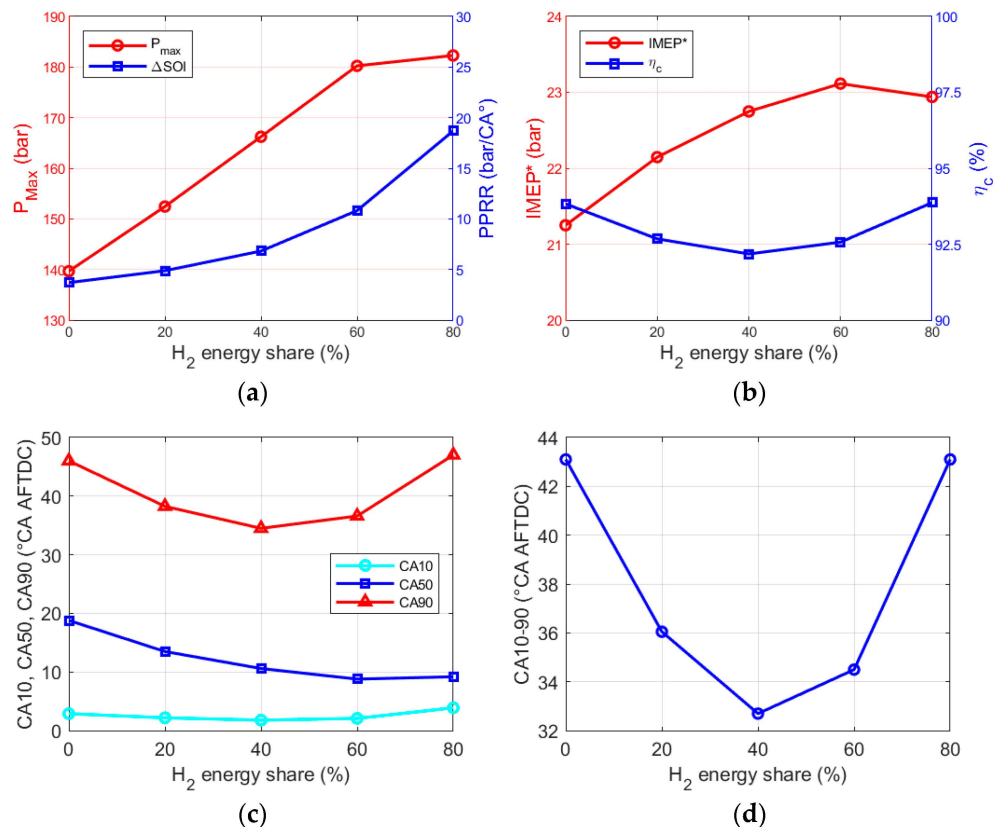 190
180
170
160
150
140
130
P_Max (bar)
P_max
ΔSOI
30
25
20
15
10
5
0
PPRR (bar/CA°)
0 20 40 60 80
H_2 energy share (%)
(a)
24
23
22
21
20
IMEP* (bar)
IMEP*
η_c
100
97.5
95
92.5
90
η_c (%)
0 20 40 60 80
H_2 energy share (%)
(b)
50
40
30
20
10
0
CA10, CA50, CA90 (°CA AFTDC)
CA10
CA50
CA90
0 20 40 60 80
H_2 energy share (%)
(c)
44
42
40
38
36
34
32
CA10-90 (°CA AFTDC)
0 20 40 60 80
H_2 energy share (%)
(d)